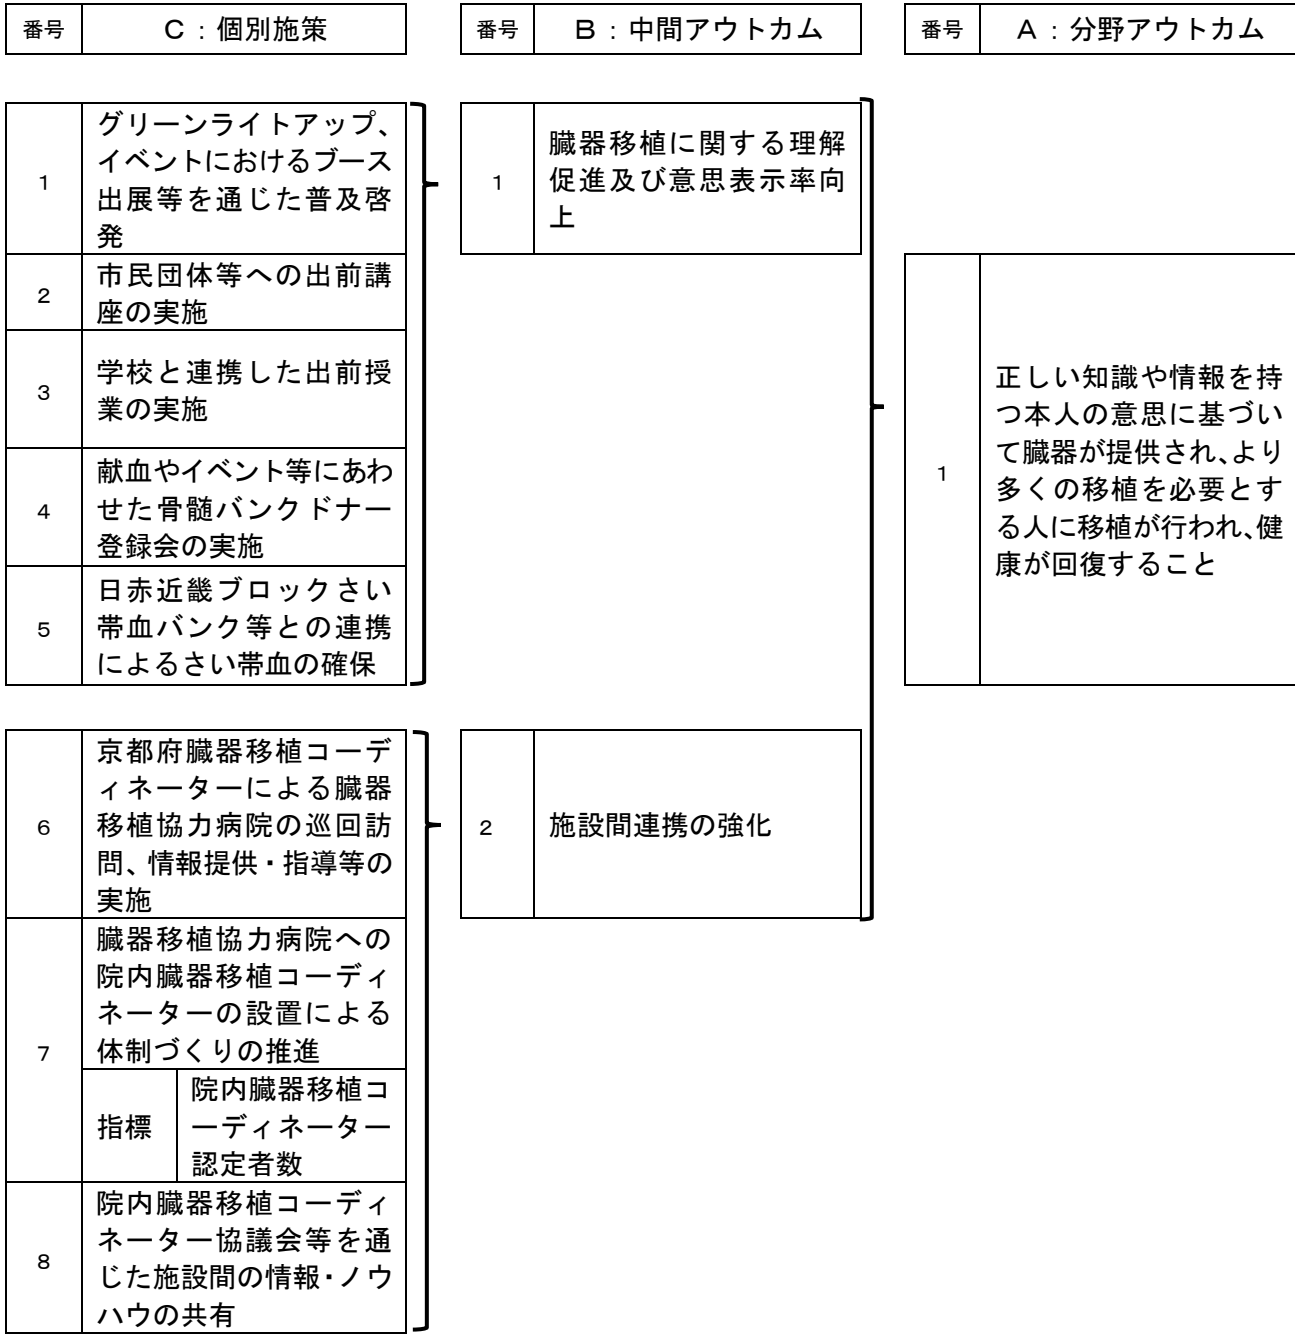 番号
C：個別施策
番号
B：中間アウトカム
番号
A：分野アウトカム
1
グリーンライトアップ、
イベントにおけるブース
出展等を通じた普及啓
発
2
市民団体等への出前講
座の実施
3
学校と連携した出前授
業の実施
4
献血やイベント等にあわ
せた骨髄バンクドナー
登録会の実施
5
日赤近畿ブロックさい
帯血バンク等との連携
によるさい帯血の確保
6
京都府臓器移植コーデ
ィネーターによる臓器
移植協力病院の巡回訪
問、情報提供・指導等の
実施
7
臓器移植協力病院への
院内臓器移植コーディ
ネーターの設置による
体制づくりの推進
指標
院内臓器移植コ
ーディネーター
認定者数
8
院内臓器移植コーディ
ネーター協議会等を通
じた施設間の情報・ノウ
ハウの共有
1
臓器移植に関する理解
促進及び意思表示率向
上
2
施設間連携の強化
1
正しい知識や情報を持
つ本人の意思に基づい
て臓器が提供され、より
多くの移植を必要とす
る人に移植が行われ、健
康が回復すること